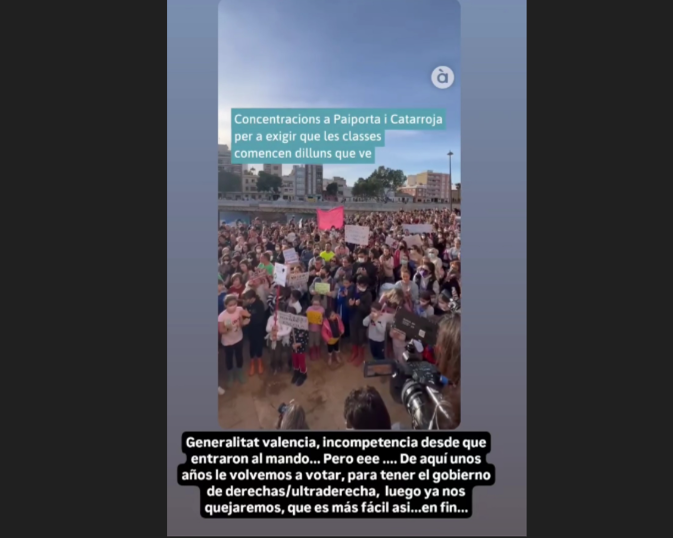 à
Concentracions a Paiporta i Catarroja
per a exigir que les classes
comencen dilluns que ve
Generalitat valencia, incompetencia desde que
entraron al mando... Pero eee .... De aquí unos
años le volvemos a votar, para tener el gobierno
de derechas/ultraderecha, luego ya nos
quejaremos, que es más fácil asi...en fin...